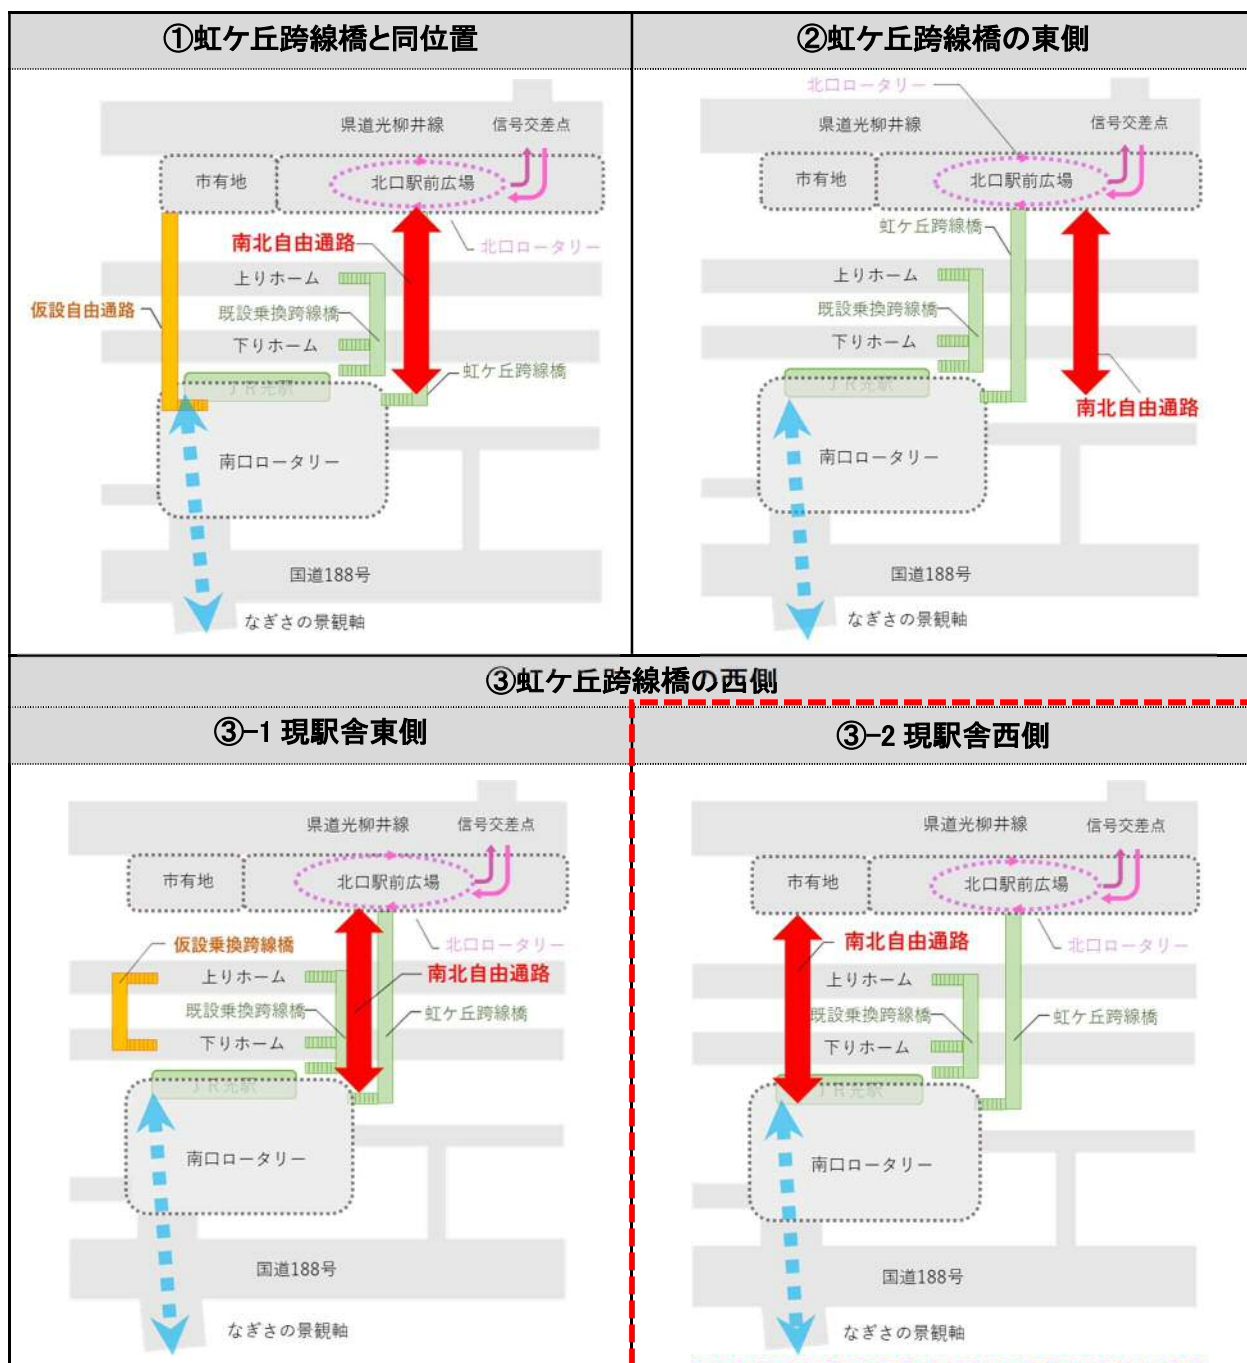 ①虹ケ丘跨線橋と同位置
県道光柳井線
信号交差点
市有地
北口駅前広場
南北自由通路
北口ロータリー
上りホーム
仮設自由通路
既設乗換跨線橋
下りホーム
虹ケ丘跨線橋
JR光駅
南口ロータリー
国道188号
なぎさの景観軸
②虹ケ丘跨線橋の東側
北口ロータリー
県道光柳井線
信号交差点
市有地
北口駅前広場
虹ケ丘跨線橋
上りホーム
既設乗換跨線橋
下りホーム
JR光駅
南北自由通路
南口ロータリー
国道188号
なぎさの景観軸
③虹ケ丘跨線橋の西側
③-1 現駅舎東側
県道光柳井線
信号交差点
市有地
北口駅前広場
仮設乗換跨線橋
北口ロータリー
上りホーム
南北自由通路
既設乗換跨線橋
虹ケ丘跨線橋
下りホーム
JR光駅
南口ロータリー
国道188号
なぎさの景観軸
③-2 現駅舎西側
県道光柳井線
信号交差点
市有地
北口駅前広場
南北自由通路
北口ロータリー
上りホーム
既設乗換跨線橋
虹ケ丘跨線橋
下りホーム
JR光駅
南口ロータリー
国道188号
なぎさの景観軸